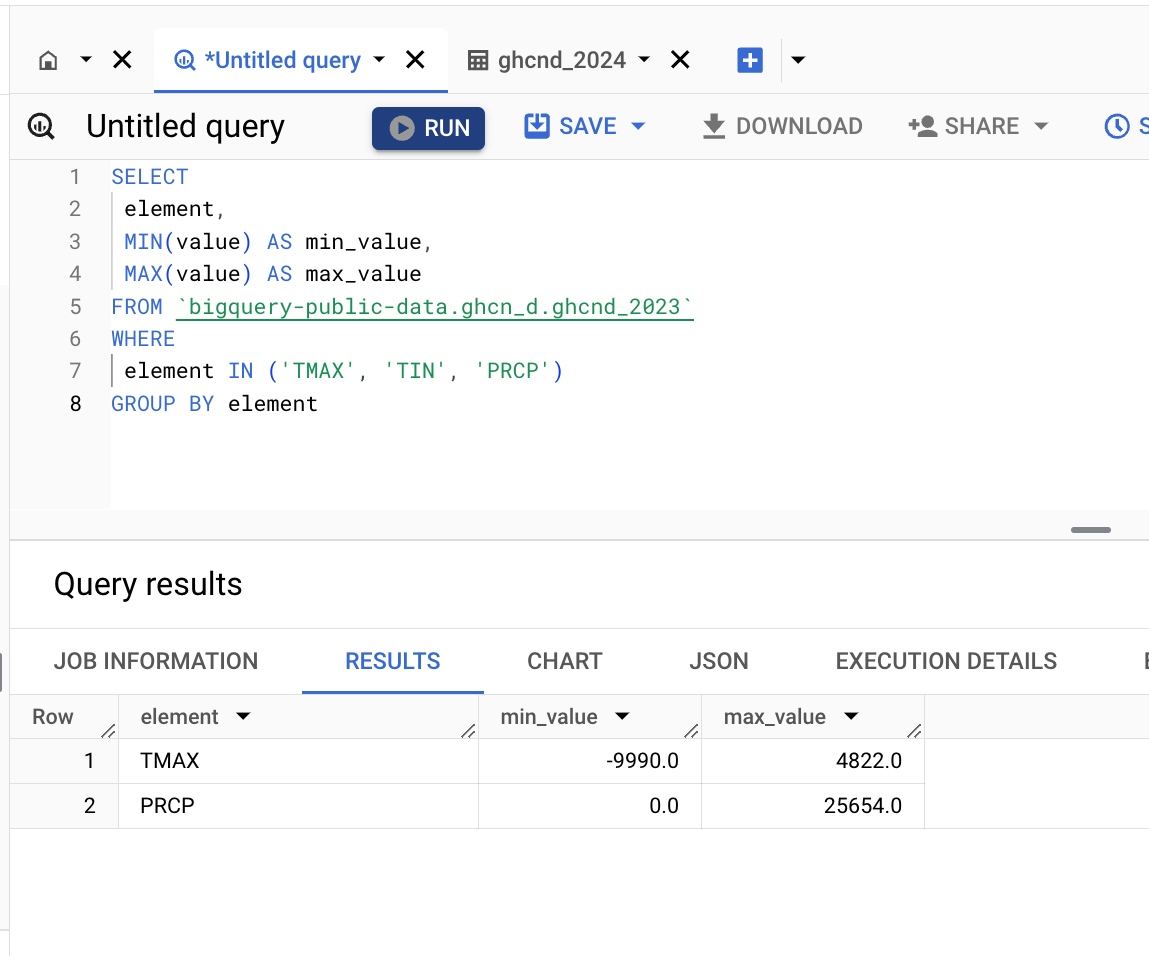 *Untitled query
ghcnd_2024
Untitled query
RUN
SAVE
DOWNLOAD
SHARE
S
1 SELECT
2 element,
3 MIN(value) AS min_value,
4 MAX(value) AS max_value
5 FROM `bigquery-public-data.ghcn_d.ghcnd_2023`
6 WHERE
7 element IN ('TMAX', 'TIN', 'PRCP')
8 GROUP BY element
Query results
JOB INFORMATION RESULTS CHART JSON EXECUTION DETAILS
Row element min_value max_value
1 TMAX -9990.0 4822.0
2 PRCP 0.0 25654.0